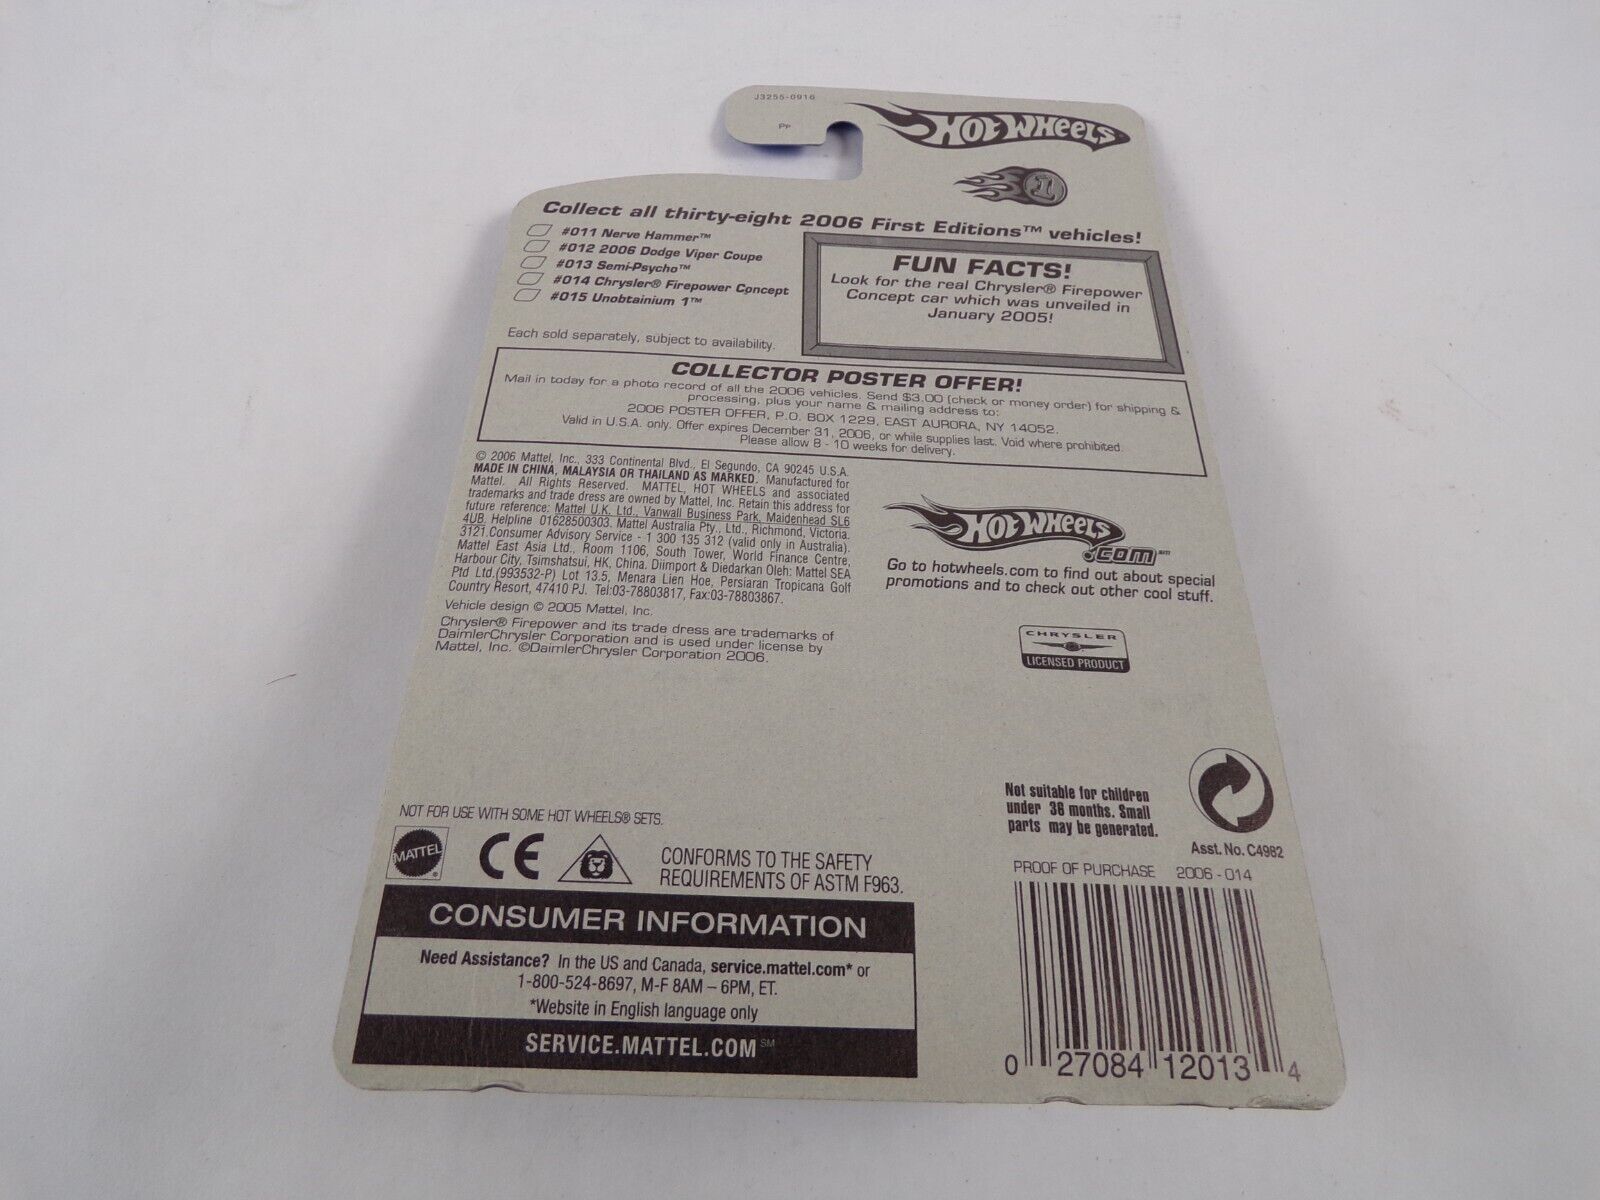 J3255-0910
PP
HOT WHEELS
1
Collect all thirty-eight 2006 First Editions™ vehicles!
#011 Nerve Hammer™
#012 2006 Dodge Viper Coupe
#013 Semi-Psycho™
#014 Chrysler® Firepower Concept
#015 Unobtainium 1™
Each sold separately, subject to availability.
FUN FACTS!
Look for the real Chrysler® Firepower
Concept car which was unveiled in
January 2005!
COLLECTOR POSTER OFFER!
Mail in today for a photo record of all the 2006 vehicles. Send $3.00 (check or money order) for shipping &
processing, plus your name & mailing address to:
2006 POSTER OFFER, P.O. BOX 1229, EAST AURORA, NY 14052.
Valid in U.S.A. only. Offer expires December 31, 2006, or while supplies last. Void where prohibited.
Please allow 8 - 10 weeks for delivery.
© 2006 Mattel, Inc., 333 Continental Blvd., El Segundo, CA 90245 U.S.A.
MADE IN CHINA, MALAYSIA OR THAILAND AS MARKED. Manufactured for
Mattel. All Rights Reserved. MATTEL, HOT WHEELS and associated
trademarks and trade dress are owned by Mattel, Inc. Retain this address for
future reference: Mattel U.K. Ltd., Vanwall Business Park, Maidenhead SL6
4UB. Helpline 01628500303. Mattel Australia Pty., Ltd., Richmond, Victoria.
3121.Consumer Advisory Service - 1 300 135 312 (valid only in Australia).
Mattel East Asia Ltd., Room 1106, South Tower, World Finance Centre,
Harbour City, Tsimshatsui, HK, China. Diimport & Diedarkan Oleh: Mattel SEA
Ptd Ltd.(993532-P) Lot 13.5, Menara Lien Hoe, Persiaran Tropicana Golf
Country Resort, 47410 PJ. Tel:03-78803817, Fax:03-78803867.
Vehicle design © 2005 Mattel, Inc.
Chrysler® Firepower and its trade dress are trademarks of
DaimlerChrysler Corporation and is used under license by
Mattel, Inc. ©DaimlerChrysler Corporation 2006.
HOT WHEELS
.COM℠
Go to hotwheels.com to find out about special
promotions and to check out other cool stuff.
CHRYSLER
LICENSED PRODUCT
NOT FOR USE WITH SOME HOT WHEELS® SETS.
MATTEL®
CE
CONFORMS TO THE SAFETY
REQUIREMENTS OF ASTM F963.
Not suitable for children
under 36 months. Small
parts may be generated.
Asst. No. C4982
PROOF OF PURCHASE 2006 - 014
0 27084 12013 4
CONSUMER INFORMATION
Need Assistance? In the US and Canada, service.mattel.com* or
1-800-524-8697, M-F 8AM – 6PM, ET.
*Website in English language only
SERVICE.MATTEL.COM℠